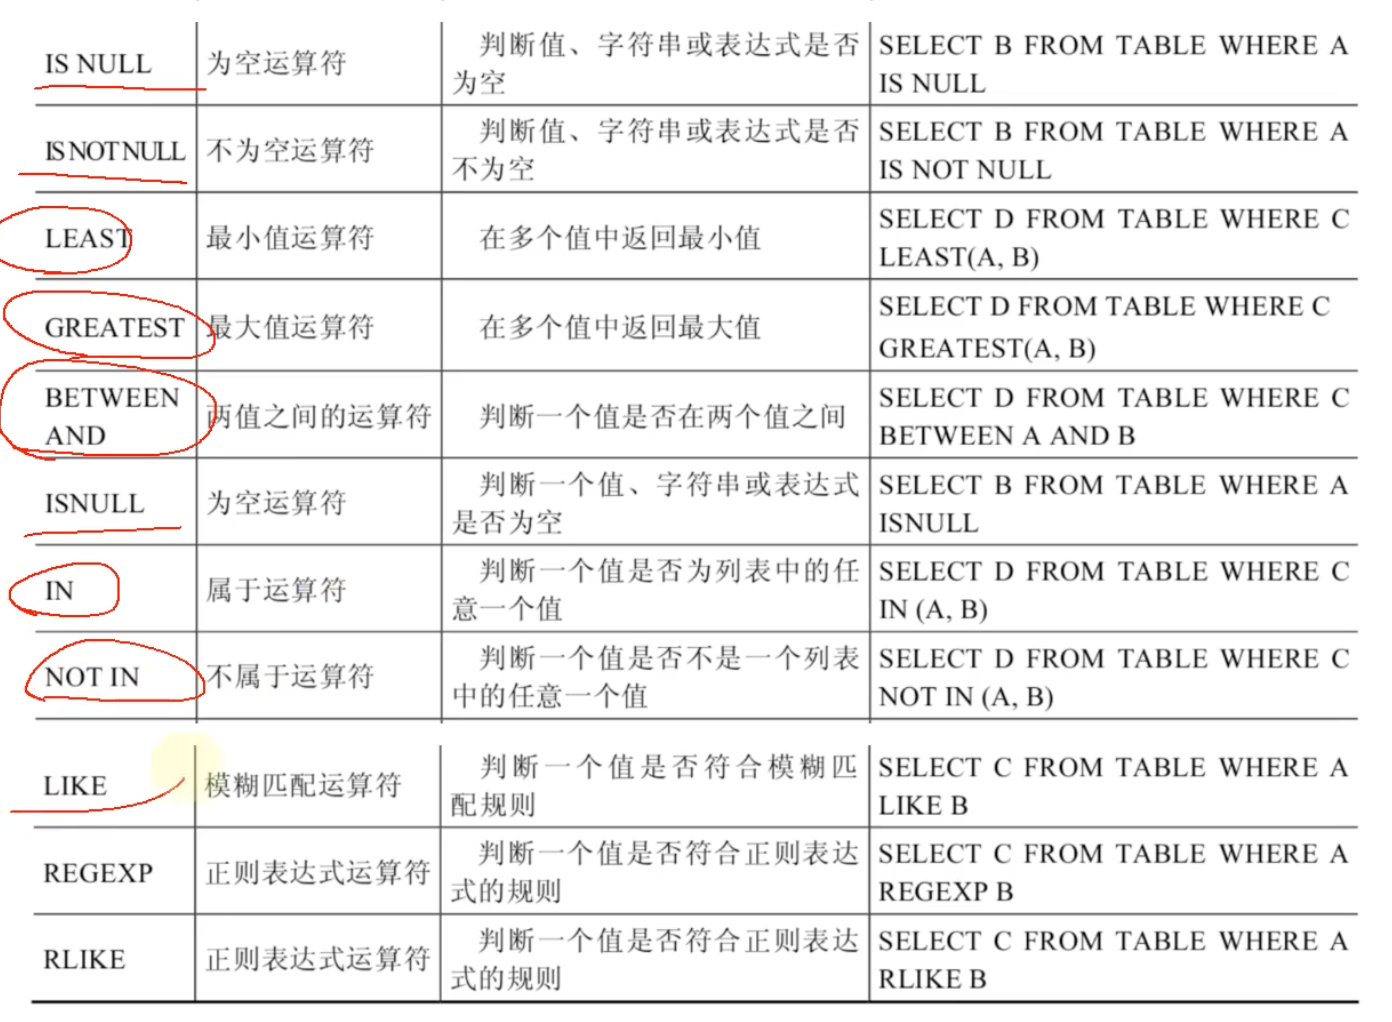 IS NULL
为空运算符
判断值、字符串或表达式是否
为空
SELECT B FROM TABLE WHERE A
IS NULL
IS NOT NULL
不为空运算符
判断值、字符串或表达式是否
不为空
SELECT B FROM TABLE WHERE A
IS NOT NULL
LEAST
最小值运算符
在多个值中返回最小值
SELECT D FROM TABLE WHERE C
LEAST(A, B)
GREATEST
最大值运算符
在多个值中返回最大值
SELECT D FROM TABLE WHERE C
GREATEST(A, B)
BETWEEN
AND
两值之间的运算符
判断一个值是否在两个值之间
SELECT D FROM TABLE WHERE C
BETWEEN A AND B
ISNULL
为空运算符
判断一个值、字符串或表达式
是否为空
SELECT B FROM TABLE WHERE A
ISNULL
IN
属于运算符
判断一个值是否为列表中的任
意一个值
SELECT D FROM TABLE WHERE C
IN (A, B)
NOT IN
不属于运算符
判断一个值是否不是一个列表
中的任意一个值
SELECT D FROM TABLE WHERE C
NOT IN (A, B)
LIKE
模糊匹配运算符
判断一个值是否符合模糊匹
配规则
SELECT C FROM TABLE WHERE A
LIKE B
REGEXP
正则表达式运算符
判断一个值是否符合正则表达
式的规则
SELECT C FROM TABLE WHERE A
REGEXP B
RLIKE
正则表达式运算符
判断一个值是否符合正则表达
式的规则
SELECT C FROM TABLE WHERE A
RLIKE B